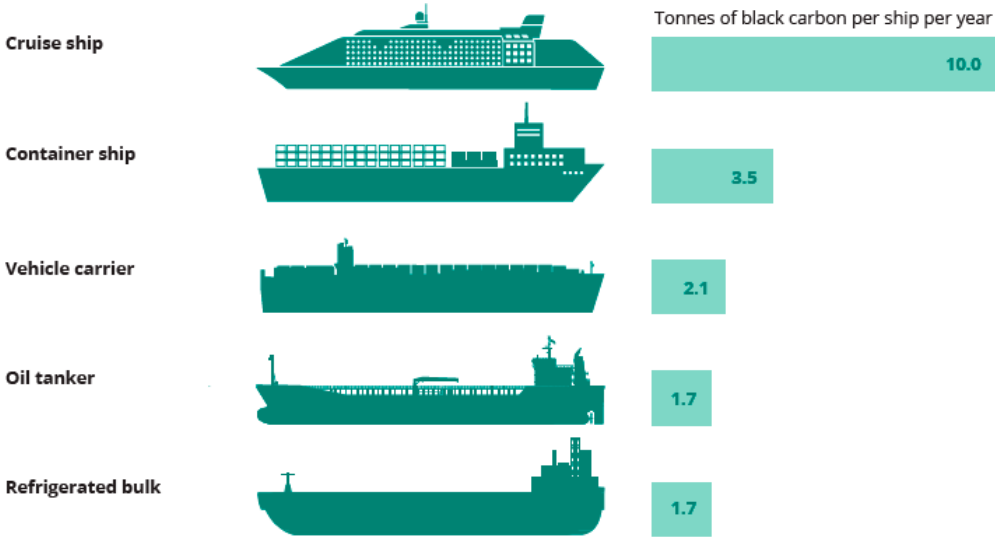 Tonnes of black carbon per ship per year
Cruise ship
10.0
Container ship
3.5
Vehicle carrier
2.1
Oil tanker
1.7
Refrigerated bulk
1.7